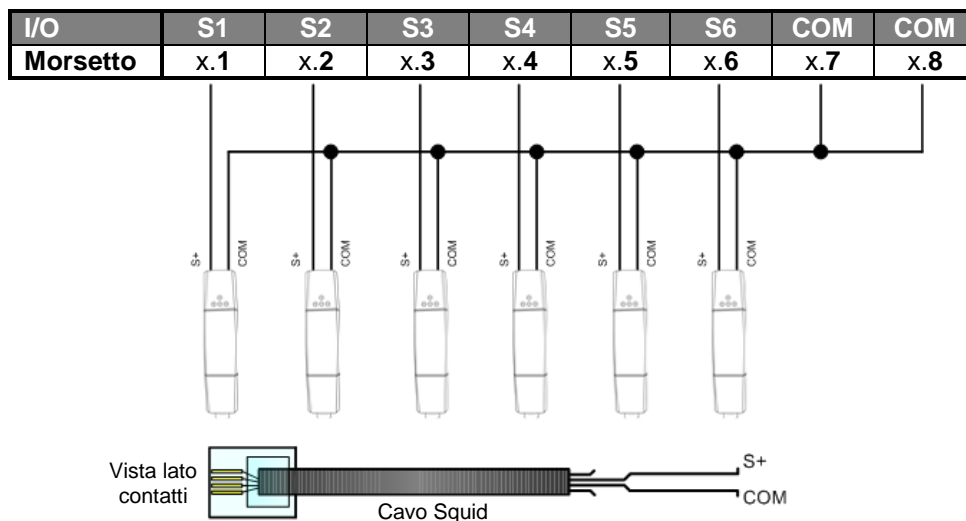 I/O S1 S2 S3 S4 S5 S6 COM COM
Morsetto x.1 x.2 x.3 x.4 x.5 x.6 x.7 x.8
S+ COM S+ COM S+ COM S+ COM S+ COM S+ COM
S+
Vista lato
contatti
COM
Cavo Squid